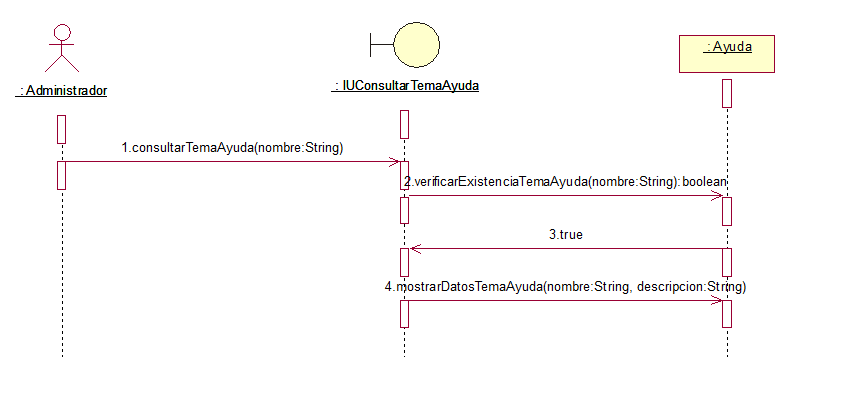 : Ayuda
: IUConsultarTemaAyuda
: Administrador
1.consultarTemaAyuda(nombre:String)
2.verificarExistenciaTemaAyuda(nombre:String):boolean
3.true
4.mostrarDatosTemaAyuda(nombre:String, descripcion:String)